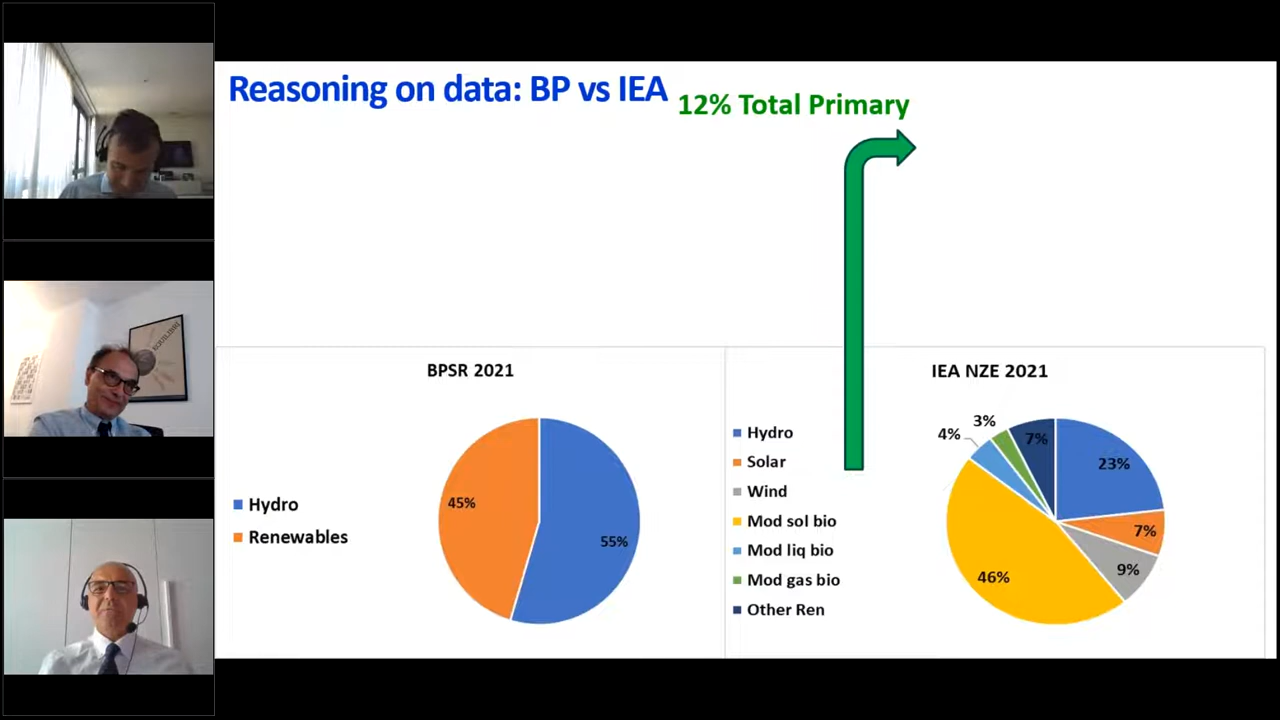 Reasoning on data: BP vs IEA
12% Total Primary
EQUILIBRI
BPSR 2021
Hydro
Renewables
45%
55%
IEA NZE 2021
Hydro
Solar
Wind
Mod sol bio
Mod liq bio
Mod gas bio
Other Ren
4%
3%
7%
23%
7%
9%
46%